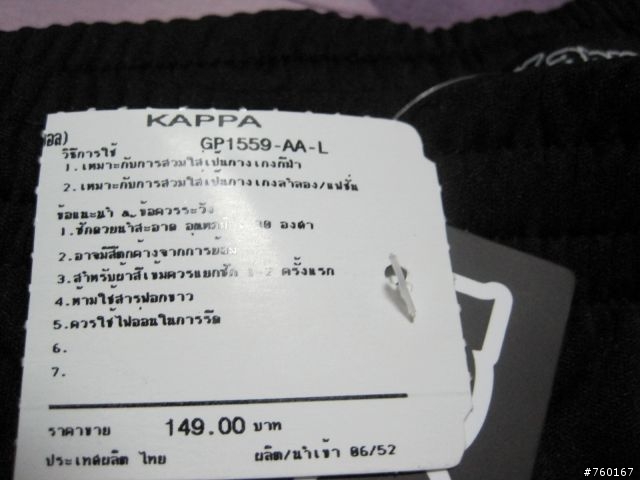 KAPPA
GP1559-AA-L
วิธีการใช้
1.เหมาะกับการสวมใส่เป็นกางเกงกีฬา
2.เหมาะกับการสวมใส่เป็นกางเกงลำลอง/แฟชั่น
ข้อแนะนำ & ข้อควรระวัง
1.ซักด้วยน้ำสะอาด องศา
2.อาจมีสีตกค้างจากการย้อม
3.สำหรับผ้าสีเข้มควรแยกซัก 1-2 ครั้งแรก
4.ห้ามใช้สารฟอกขาว
5.ควรใช้ไฟอ่อนในการรีด
6.
7.
ราคาขาย 149.00 บาท
ประเทศผลิต ไทย ผลิต/นำเข้า 06/52
#760167